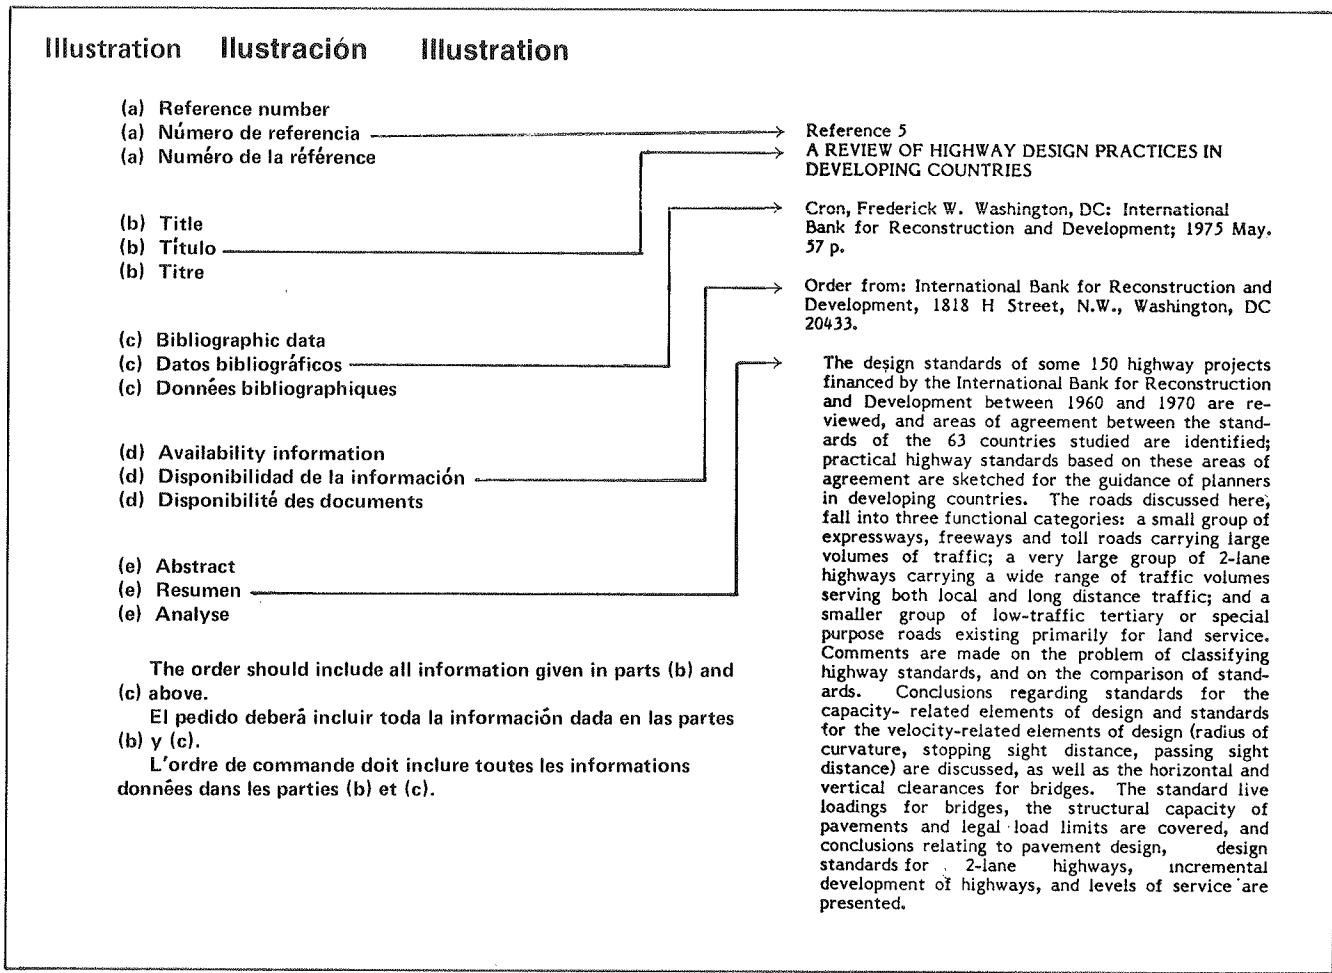 Illustration Ilustración Illustration
(a) Reference number
(a) Número de referencia
(a) Numéro de la référence
(b) Title
(b) Título
(b) Titre
(c) Bibliographic data
(c) Datos bibliográficos
(c) Données bibliographiques
(d) Availability information
(d) Disponibilidad de la información
(d) Disponibilité des documents
(e) Abstract
(e) Resumen
(e) Analyse
The order should include all information given in parts (b) and
(c) above.
El pedido deberá incluir toda la información dada en las partes
(b) y (c).
L'ordre de commande doit inclure toutes les informations
données dans les parties (b) et (c).
Reference 5
A REVIEW OF HIGHWAY DESIGN PRACTICES IN
DEVELOPING COUNTRIES
Cron, Frederick W. Washington, DC: International
Bank for Reconstruction and Development; 1975 May.
57 p.
Order from: International Bank for Reconstruction and
Development, 1818 H Street, N.W., Washington, DC
20433.
The design standards of some 150 highway projects
financed by the International Bank for Reconstruction
and Development between 1960 and 1970 are re-
viewed, and areas of agreement between the stand-
ards of the 63 countries studied are identified;
practical highway standards based on these areas of
agreement are sketched for the guidance of planners
in developing countries. The roads discussed here,
fall into three functional categories: a small group of
expressways, freeways and toll roads carrying large
volumes of traffic; a very large group of 2-lane
highways carrying a wide range of traffic volumes
serving both local and long distance traffic; and a
smaller group of low-traffic tertiary or special
purpose roads existing primarily for land service.
Comments are made on the problem of classifying
highway standards, and on the comparison of stand-
ards. Conclusions regarding standards for the
capacity- related elements of design and standards
for the velocity-related elements of design (radius of
curvature, stopping sight distance, passing sight
distance) are discussed, as well as the horizontal and
vertical clearances for bridges. The standard live
loadings for bridges, the structural capacity of
pavements and legal load limits are covered, and
conclusions relating to pavement design, design
standards for 2-lane highways, incremental
development of highways, and levels of service are
presented.